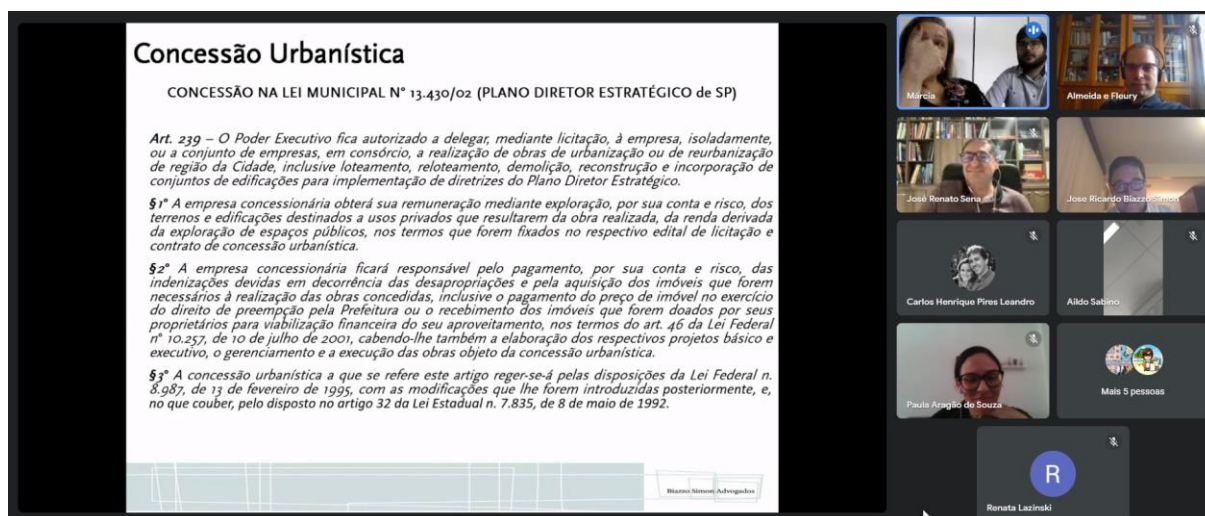 Concessão Urbanística
CONCESSÃO NA LEI MUNICIPAL N° 13.430/02 (PLANO DIRETOR ESTRATÉGICO de SP)
Art. 239 – O Poder Executivo fica autorizado a delegar, mediante licitação, à empresa, isoladamente,
ou a conjunto de empresas, em consórcio, a realização de obras de urbanização ou de reurbanização
de região da Cidade, inclusive loteamento, reloteamento, demolição, reconstrução e incorporação de
conjuntos de edificações para implementação de diretrizes do Plano Diretor Estratégico.
§1° A empresa concessionária obterá sua remuneração mediante exploração, por sua conta e risco, dos
terrenos e edificações destinados a usos privados que resultarem da obra realizada, da renda derivada
da exploração de espaços públicos, nos termos que forem fixados no respectivo edital de licitação e
contrato de concessão urbanística.
§2° A empresa concessionária ficará responsável pelo pagamento, por sua conta e risco, das
indenizações devidas em decorrência das desapropriações e pela aquisição dos imóveis que forem
necessários à realização das obras concedidas, inclusive o pagamento do preço de imóvel no exercício
do direito de preempção pela Prefeitura ou o recebimento dos imóveis que forem doados por seus
proprietários para viabilização financeira do seu aproveitamento, nos termos do art. 46 da Lei Federal
n° 10.257, de 10 de julho de 2001, cabendo-lhe também a elaboração dos respectivos projetos básico e
executivo, o gerenciamento e a execução das obras objeto da concessão urbanística.
§3° A concessão urbanística a que se refere este artigo reger-se-á pelas disposições da Lei Federal n.
8.987, de 13 de fevereiro de 1995, com as modificações que lhe forem introduzidas posteriormente, e,
no que couber, pelo disposto no artigo 32 da Lei Estadual n. 7.835, de 8 de maio de 1992.
Biazzo Simon Advogados
Márcia
Almeida e Fleury
José Renato Sena
Jose Ricardo Biazzo Simon
Carlos Henrique Pires Leandro
Aildo Sabino
Paula Aragão de Souza
Mais 5 pessoas
R
Renata Lazinski